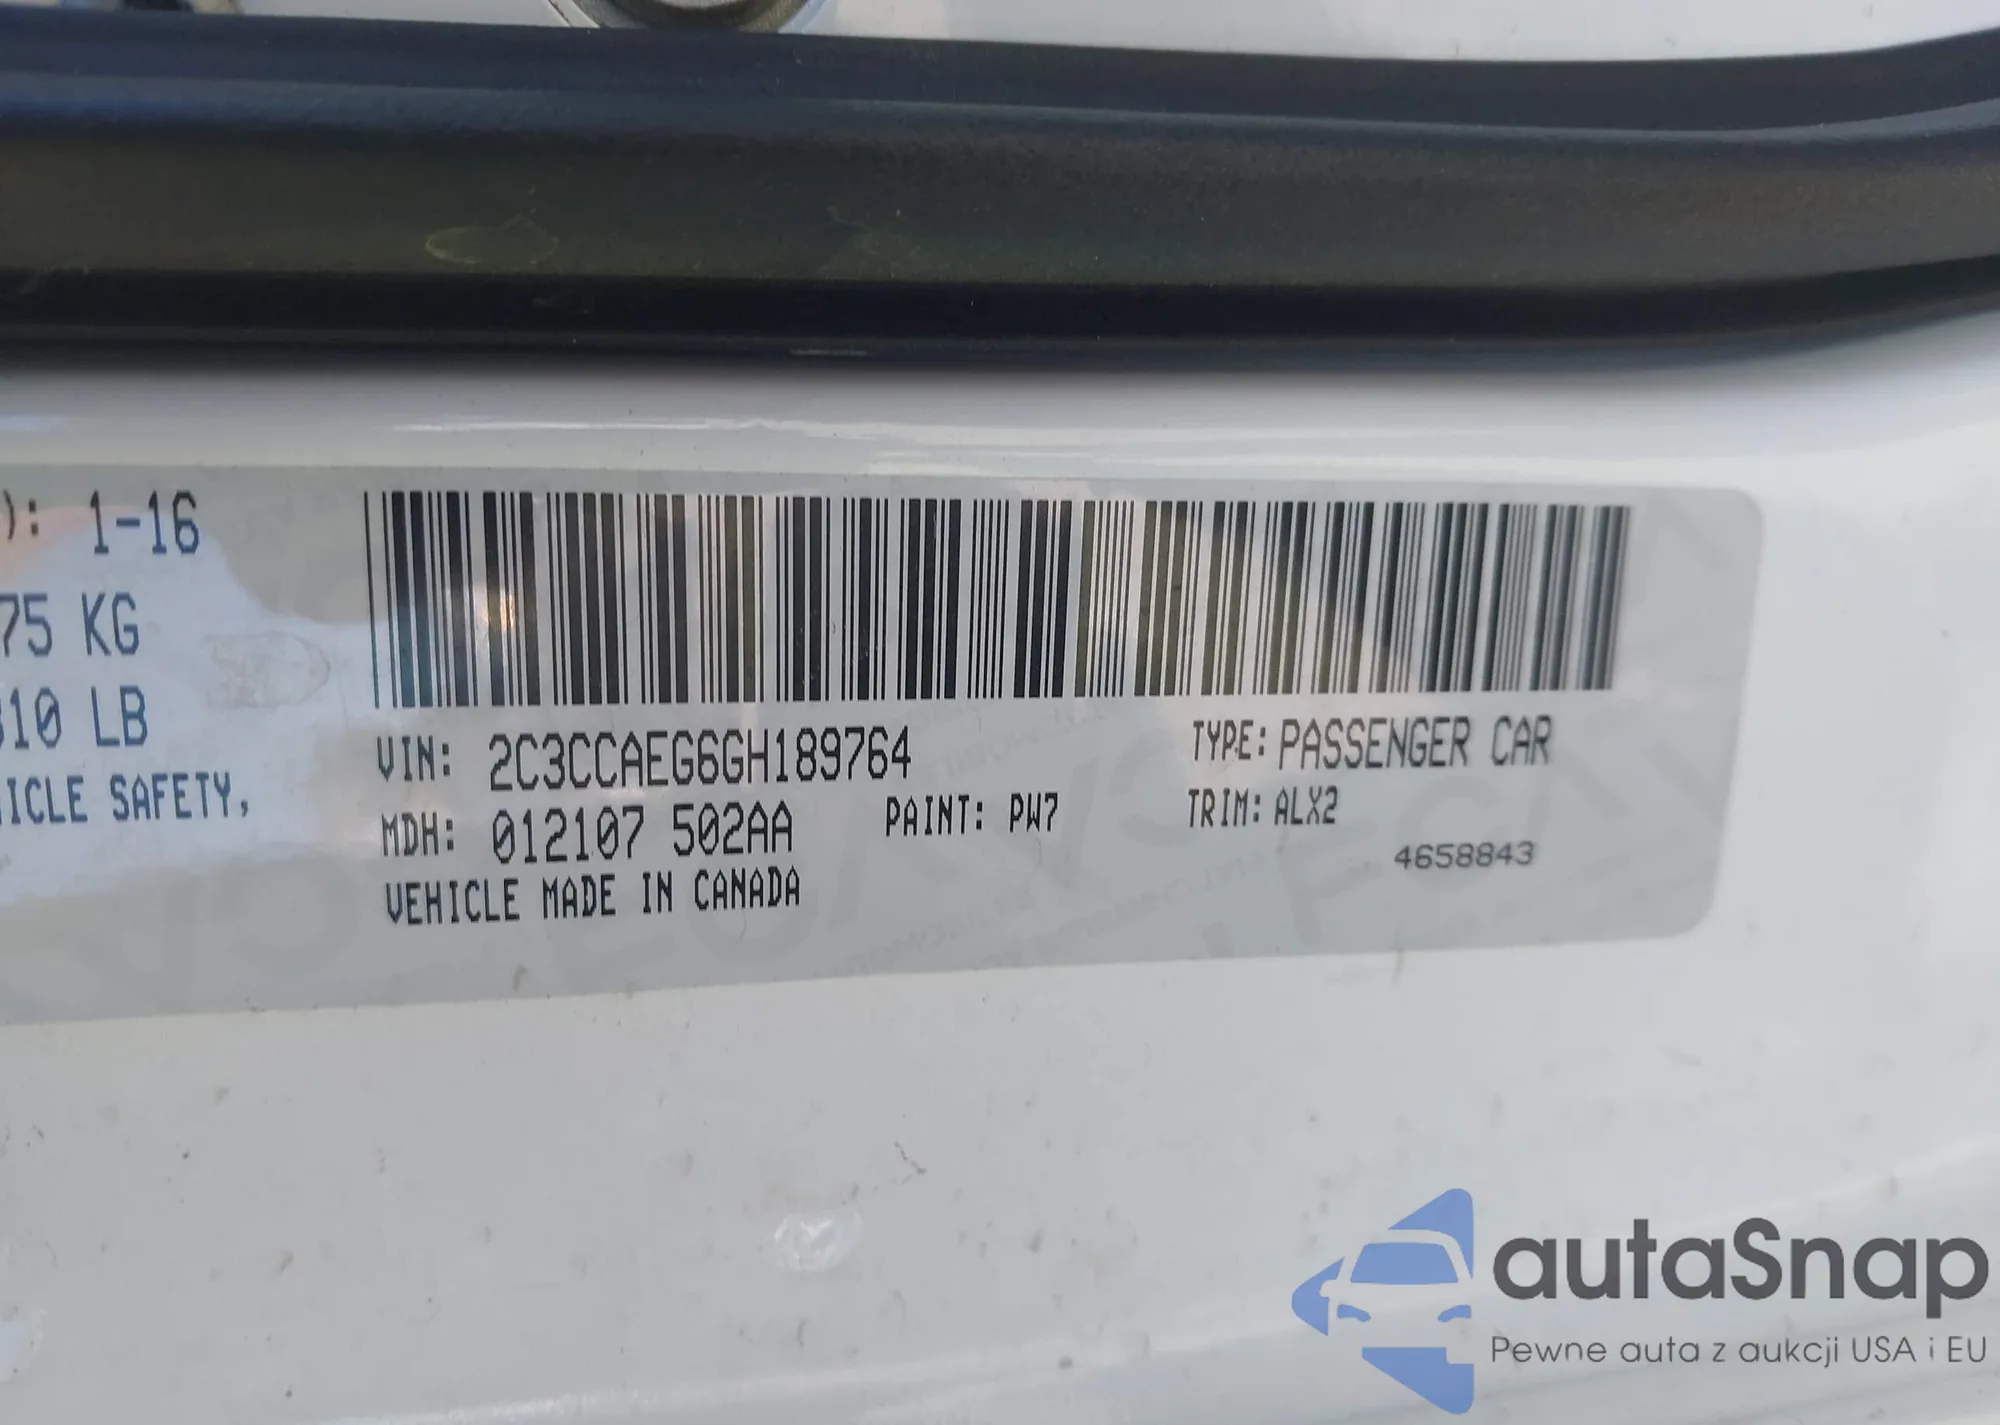 ): 1-16
75 KG
310 LB
ICLE SAFETY,
VIN: 2C3CCAEG6GH189764
TYPE: PASSENGER CAR
MDH: 012107 502AA
PAINT: PW7
TRIM: ALX2
VEHICLE MADE IN CANADA
4658843
autaSnap
Pewne auta z aukcji USA i EU